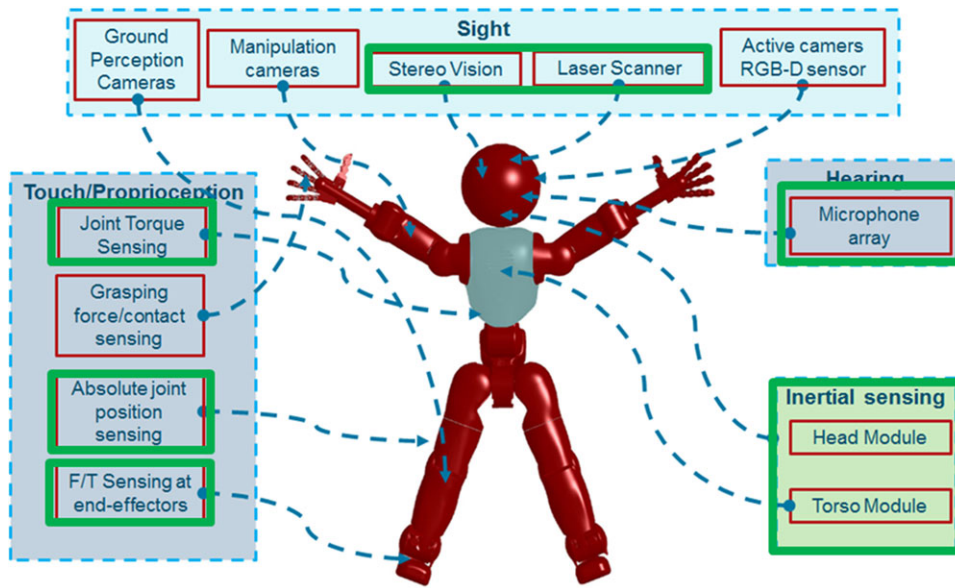 Sight
Ground
Perception
Cameras
Manipulation
cameras
Stereo Vision
Laser Scanner
Active camers
RGB-D sensor
Touch/Proprioception
Joint Torque
Sensing
Grasping
force/contact
sensing
Absolute joint
position
sensing
F/T Sensing at
end-effectors
Hearing
Microphone
array
Inertial sensing
Head Module
Torso Module